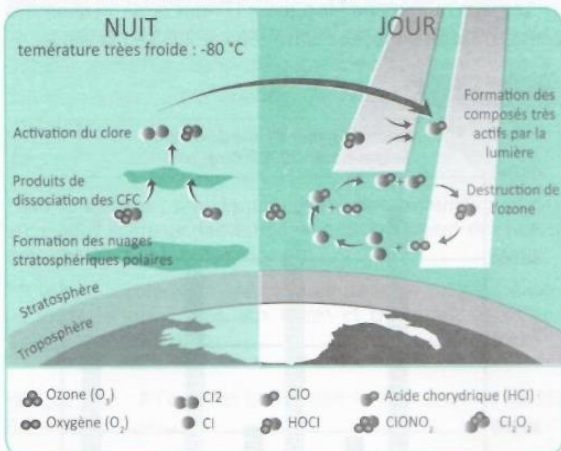 NUIT
temérature trèes froide : -80 °C
JOUR
Activation du clore
Produits de
dissociation des CFC
Formation des nuages
stratosphériques polaires
Stratosphère
Troposphère
Formation des
composés très
actifs par la
lumière
Destruction de
l'ozone
+
+
+
Ozone (O₃)
Cl2
ClO
Acide chorydrique (HCl)
Oxygène (O₂)
Cl
HOCl
ClONO₂
Cl₂O₂